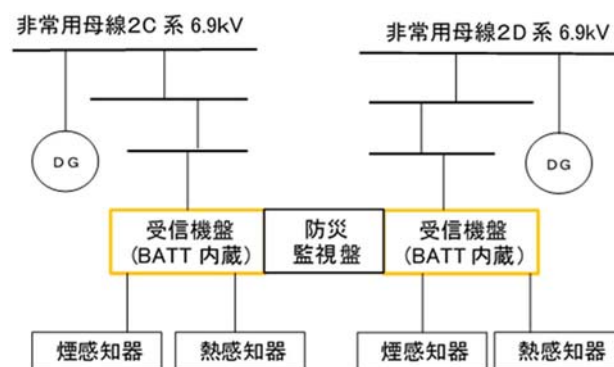 非常用母線2C 系 6.9kV
非常用母線2D 系 6.9kV
DG
DG
受信機盤
(BATT 内蔵)
防災
監視盤
受信機盤
(BATT 内蔵)
煙感知器
熱感知器
煙感知器
熱感知器